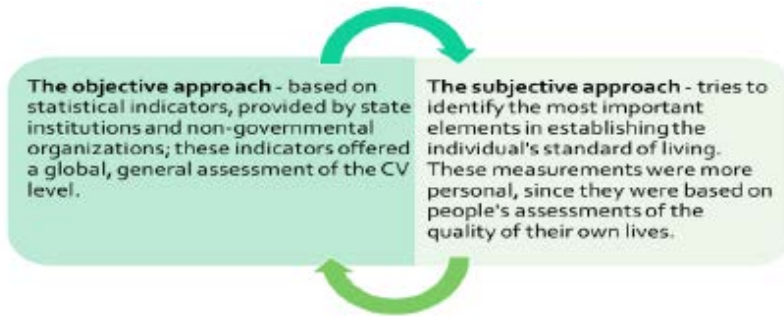 The objective approach - based on
statistical indicators, provided by state
institutions and non-governmental
organizations; these indicators offered
a global, general assessment of the CV
level.
The subjective approach - tries to
identify the most important
elements in establishing the
individual's standard of living.
These measurements were more
personal, since they were based on
people's assessments of the
quality of their own lives.